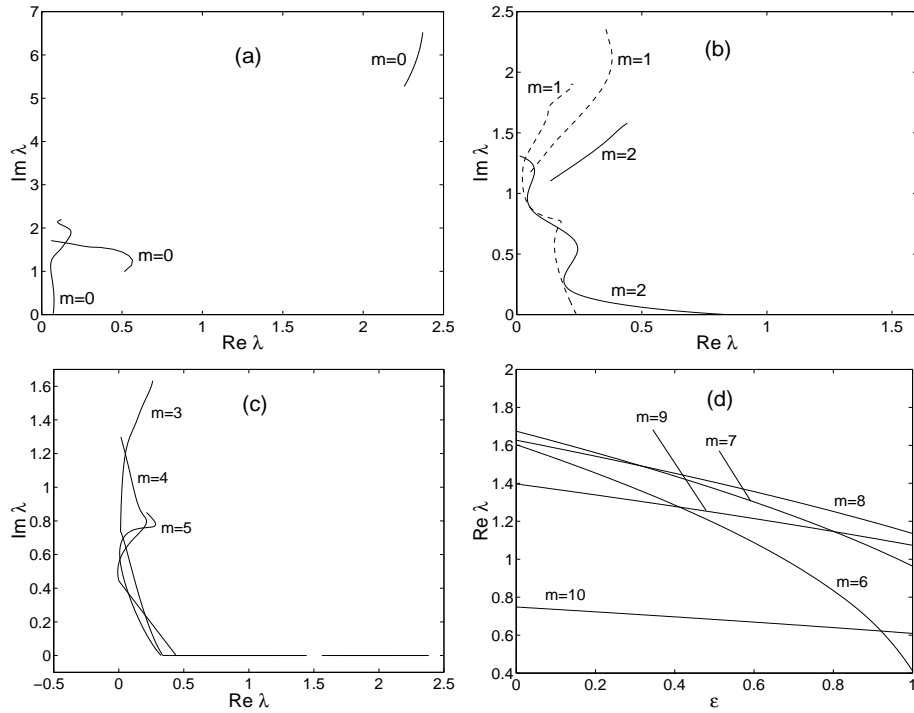 7
6
5
4
3
2
1
0
0
0.5
1
1.5
2
2.5
Im λ
Re λ
(a)
m=0
m=0
m=0
2.5
2
1.5
1
0.5
0
0
0.5
1
1.5
Im λ
Re λ
(b)
m=1
m=1
m=2
m=2
1.6
1.4
1.2
1
0.8
0.6
0.4
0.2
0
−0.5
0
0.5
1
1.5
2
2.5
Im λ
Re λ
(c)
m=3
m=4
m=5
2
1.8
1.6
1.4
1.2
1
0.8
0.6
0.4
0
0.2
0.4
0.6
0.8
1
Re λ
ε
(d)
m=9
m=7
m=8
m=6
m=10